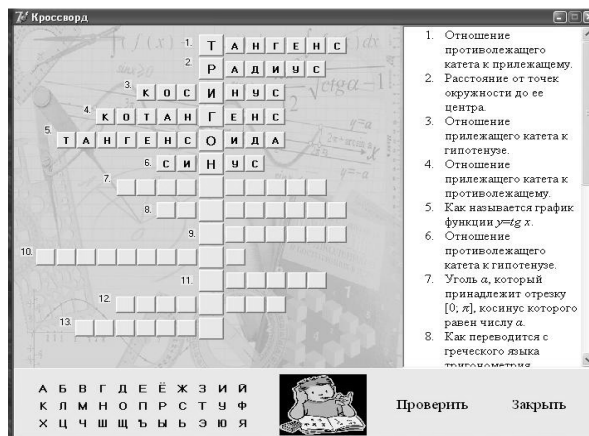 Кроссворд
1. ТАНГЕНС
2. РАДИУС
3. КОСИНУС
4. КОТАНГЕНС
5. ТАНГЕНСОИДА
6. СИНУС
7.
8.
9.
10.
11.
12.
13.
1. Отношение
противолежащего
катета к прилежащему.
2. Расстояние от точек
окружности до ее
центра.
3. Отношение
прилежащего катета к
гипотенузе.
4. Отношение
прилежащего катета к
противолежащему.
5. Как называется график
функции y=tg x.
6. Отношение
противолежащего
катета к гипотенузе.
7. Уголь α, который
принадлежит отрезку
[0; π], косинус которого
равен числу a.
8. Как переводится с
греческого языка
тригонометрия
А Б В Г Д Е Ё Ж З И Й
К Л М Н О П Р С Т У Ф
Х Ц Ч Ш Щ Ъ Ы Ь Э Ю Я
Проверить Закрыть